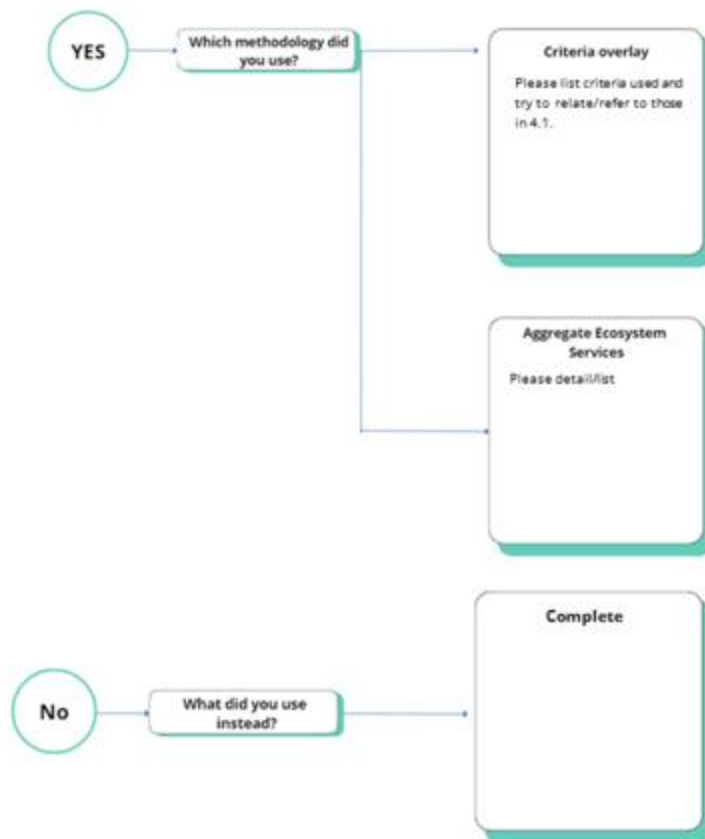 YES
Which methodology did
you use?
Criteria overlay
Please list criteria used and
try to relate/refer to those
in 4.1.
Aggregate Ecosystem
Services
Please detail/list
No
What did you use
instead?
Complete